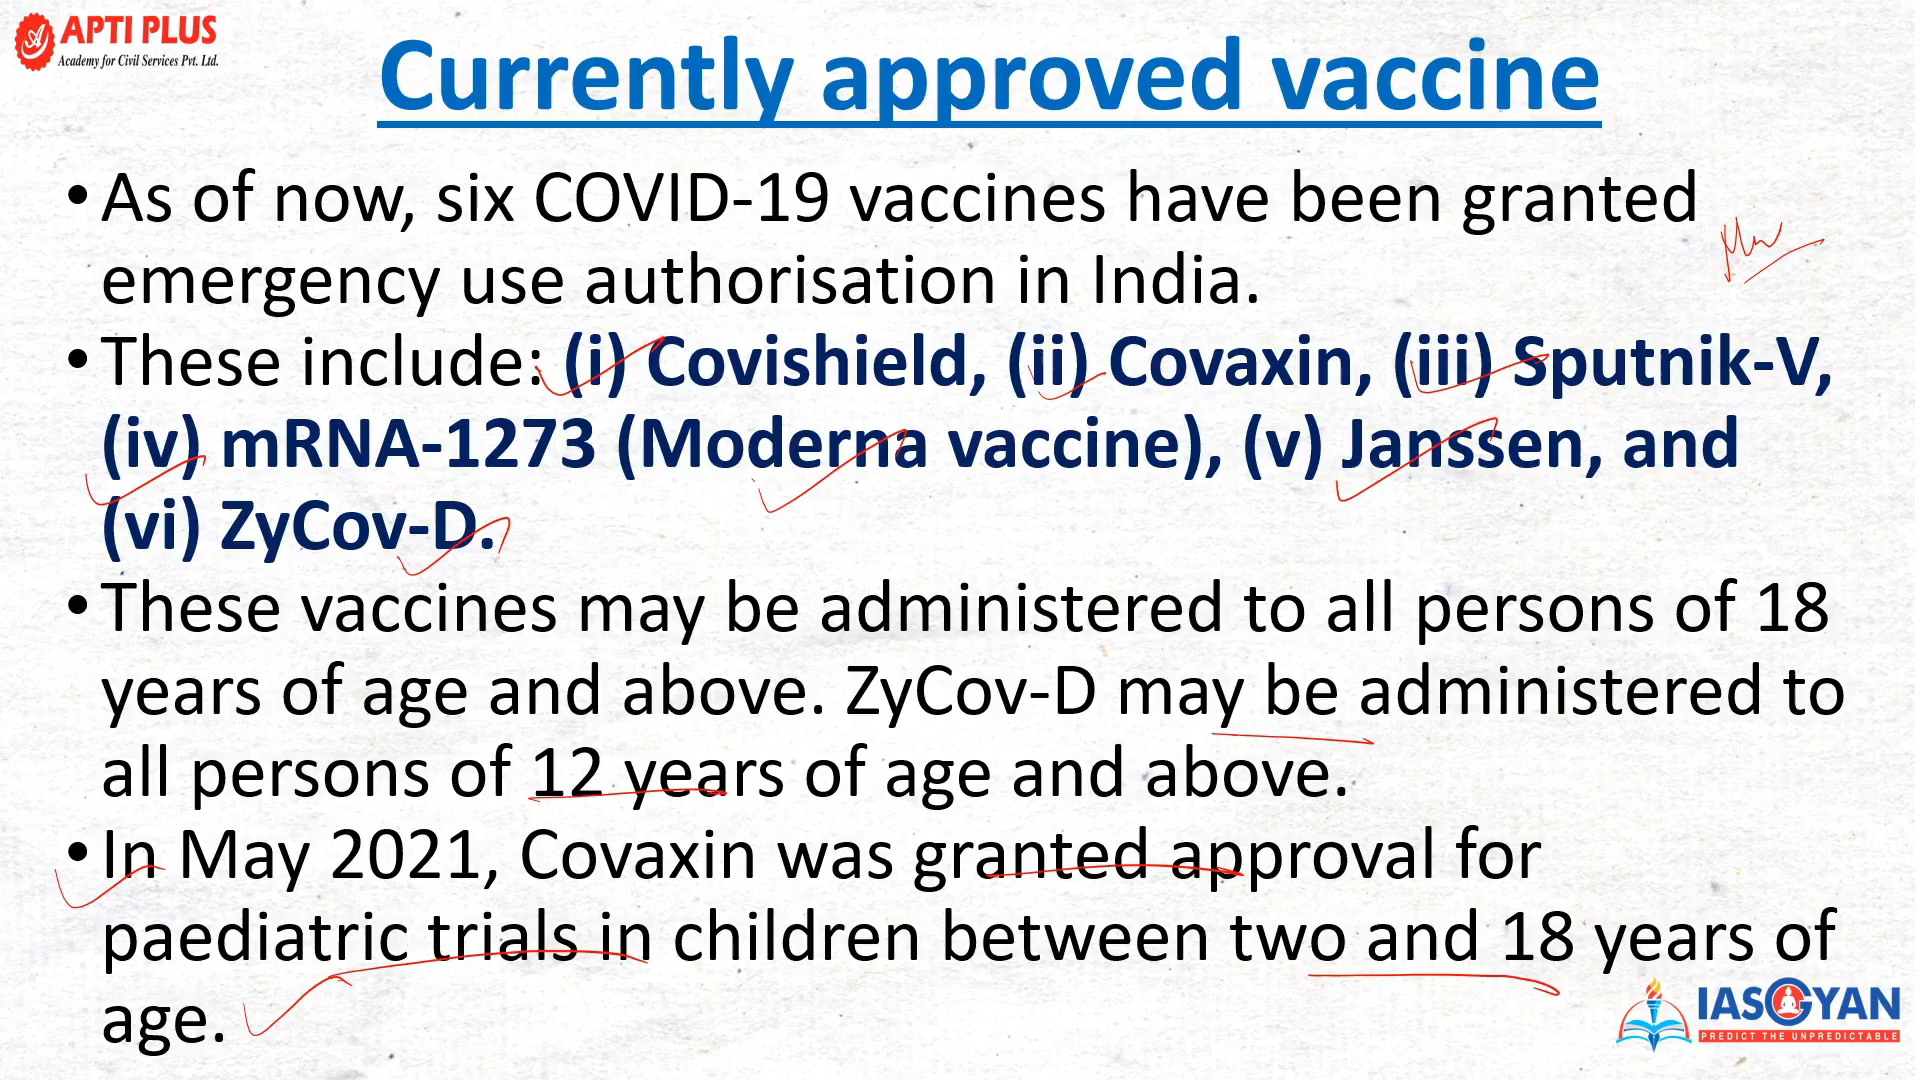 APTI PLUS
Academy for Civil Services Pvt. Ltd.
Currently approved vaccine
• As of now, six COVID-19 vaccines have been granted
emergency use authorisation in India.
• These include: (i) Covishield, (ii) Covaxin, (iii) Sputnik-V,
(iv) mRNA-1273 (Moderna vaccine), (v) Janssen, and
(vi) ZyCov-D.
• These vaccines may be administered to all persons of 18
years of age and above. ZyCov-D may be administered to
all persons of 12 years of age and above.
• In May 2021, Covaxin was granted approval for
paediatric trials in children between two and 18 years of
age.
IASGYAN
PREDICT THE UNPREDICTABLE